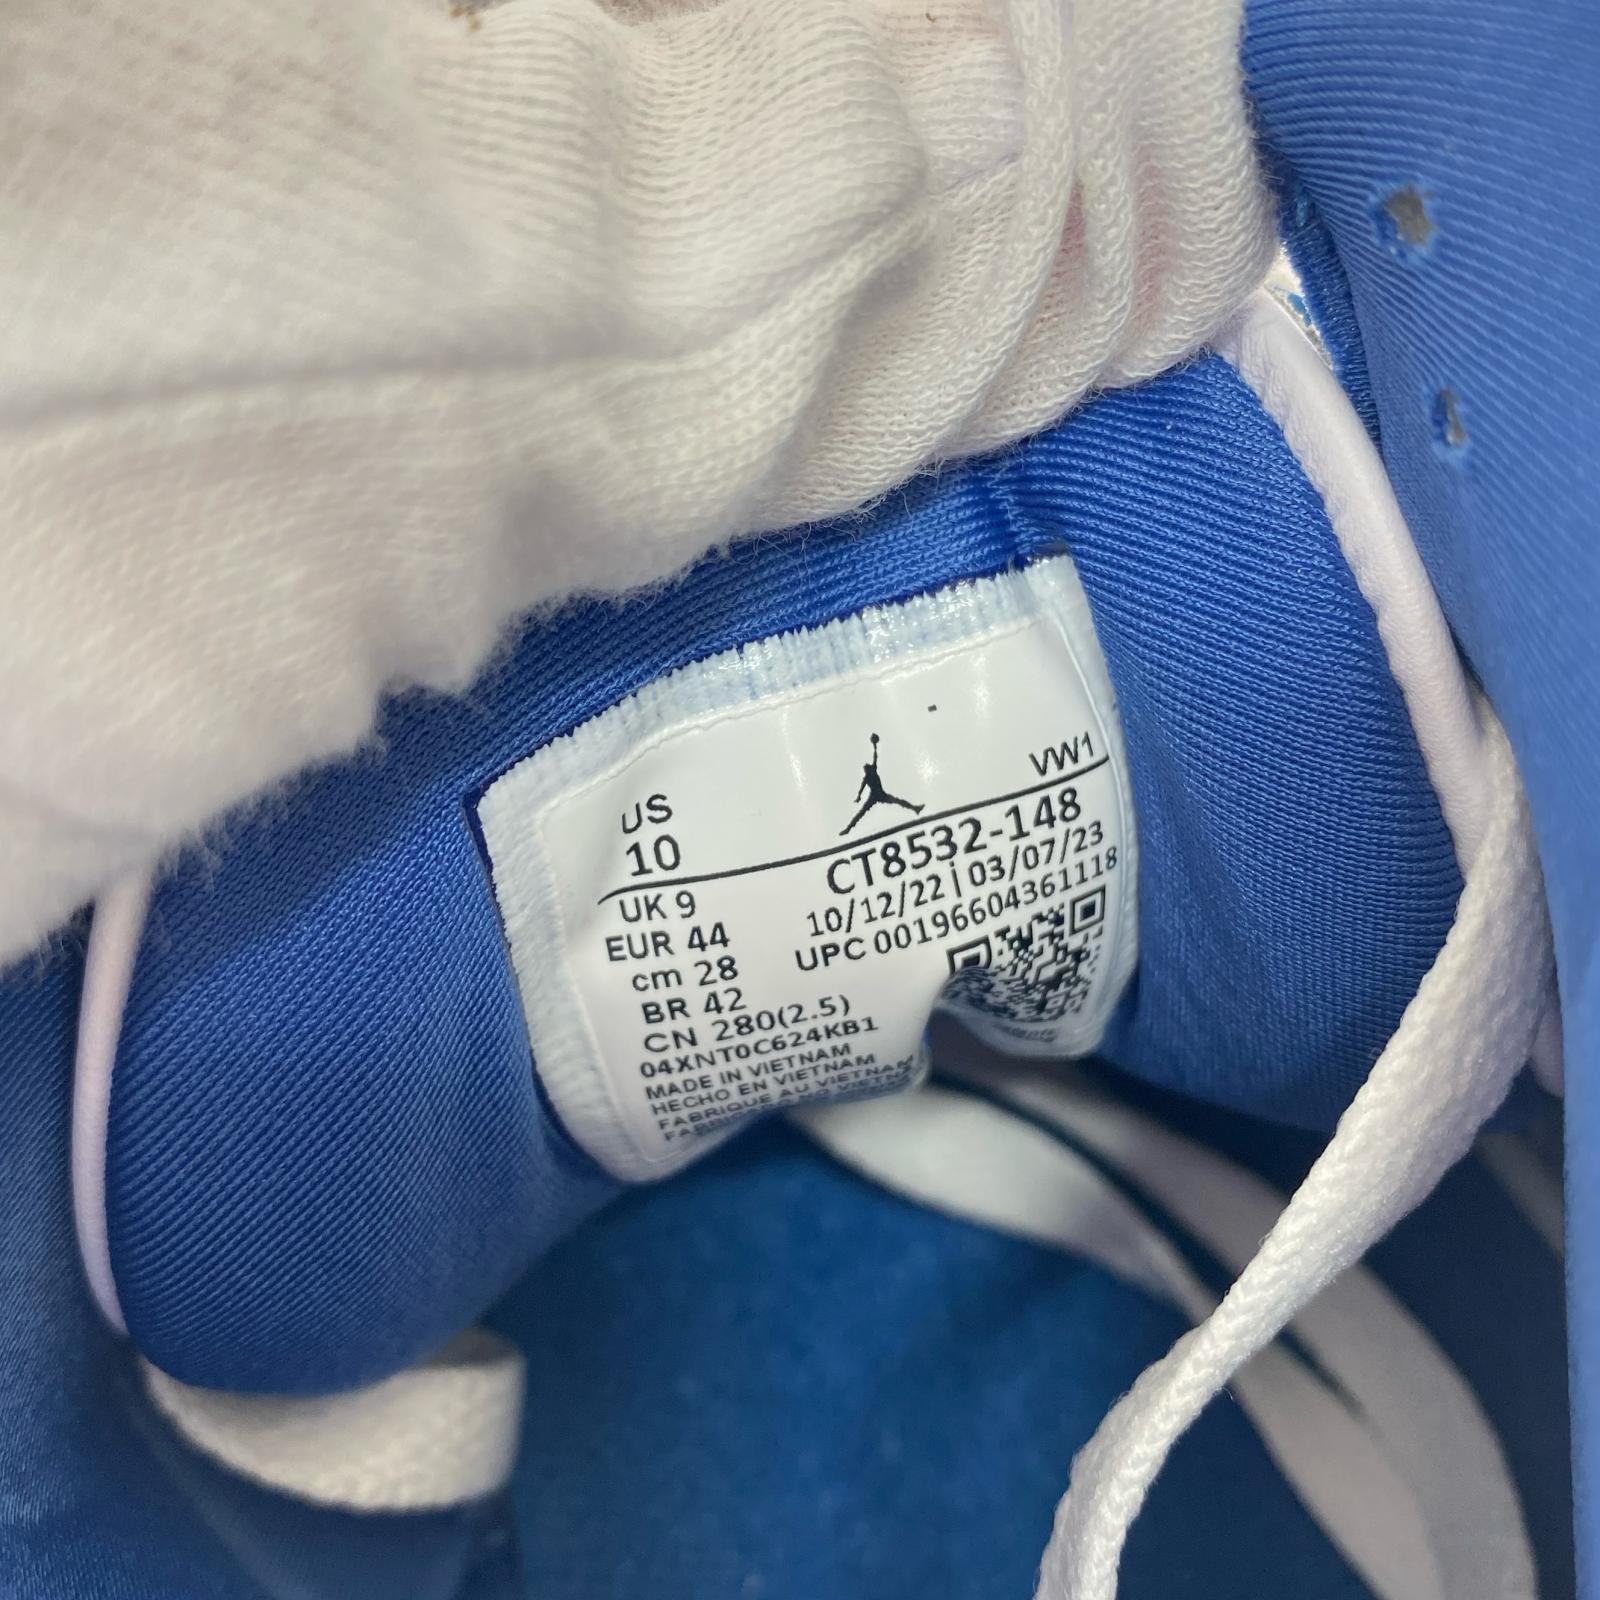 US
10
VW1
CT8532-148
10/12/22 | 03/07/23
UPC 00196604361118
UK 9
EUR 44
cm 28
BR 42
CN 280(2.5)
04XNT0C624KB1
MADE IN VIETNAM
HECHO EN VIETNAM
FABRIQUE AU VIETNAM